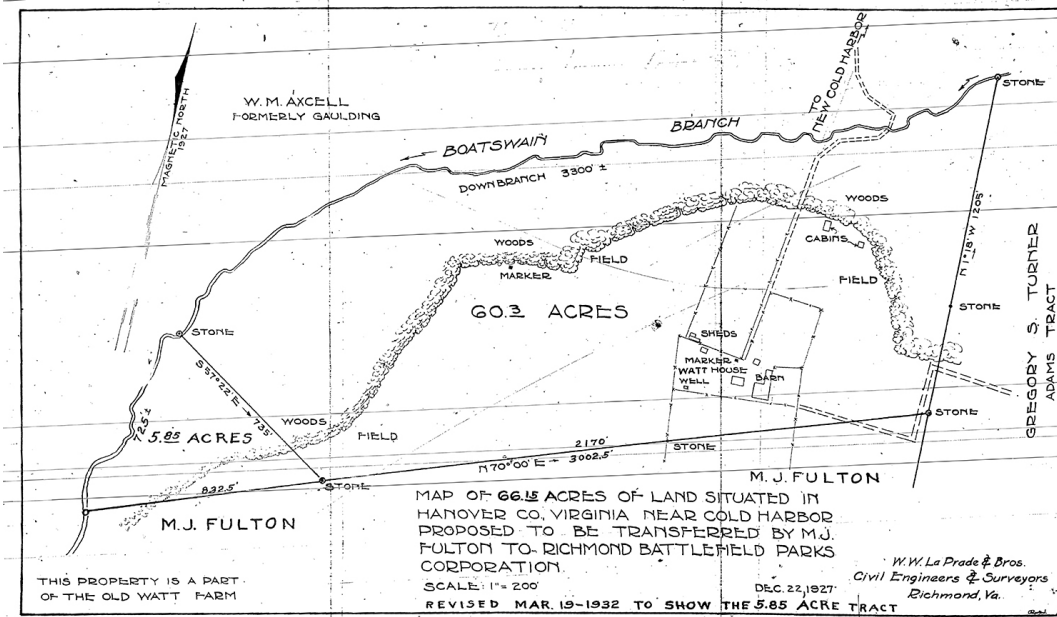 TO
NEW COLD HARBOR
STONE
W.M. AXCELL
FORMERLY GAULDING
MAGNETIC NORTH
1927
BOATSWAIN
BRANCH
DOWN BRANCH 3300' ±
WOODS
CABINS
WOODS
FIELD
MARKER
FIELD
N 1° 18' W 1205'
STONE
GREGORY S. TURNER
ADAMS TRACT
60.3 ACRES
STONE
SHEDS
MARKER
WATT HOUSE
WELL
BARN
S 57° 22' E - 735'
725' ±
5.85 ACRES
WOODS
FIELD
STONE
2170'
N 70° 00' E - 3002.5'
STONE
832.5'
STONE
M.J. FULTON
M.J. FULTON
MAP OF 66.15 ACRES OF LAND SITUATED IN
HANOVER CO., VIRGINIA NEAR COLD HARBOR
PROPOSED TO BE TRANSFERRED BY M.J.
FULTON TO RICHMOND BATTLEFIELD PARKS
CORPORATION.
SCALE: 1" = 200'
DEC. 22, 1927
REVISED MAR. 19-1932 TO SHOW THE 5.85 ACRE TRACT
THIS PROPERTY IS A PART
OF THE OLD WATT FARM
W.W. La Prade & Bros.
Civil Engineers & Surveyors
Richmond, Va.